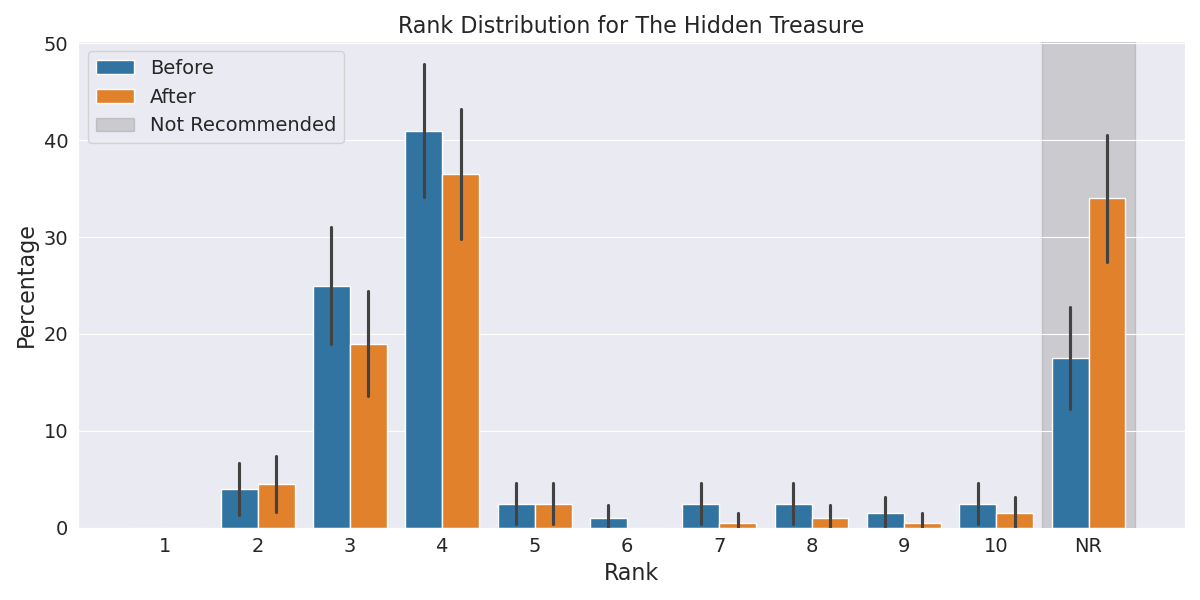 Rank Distribution for The Hidden Treasure
Before
After
Not Recommended
Percentage
50
40
30
20
10
0
1 2 3 4 5 6 7 8 9 10 NR
Rank